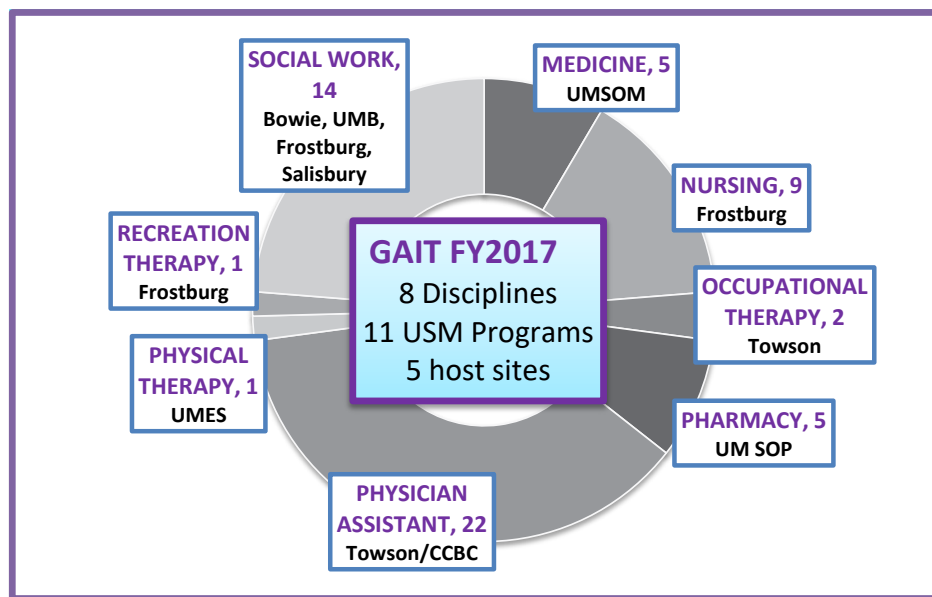 SOCIAL WORK,
14
Bowie, UMB,
Frostburg,
Salisbury
MEDICINE, 5
UMSOM
NURSING, 9
Frostburg
RECREATION
THERAPY, 1
Frostburg
GAIT FY2017
8 Disciplines
11 USM Programs
5 host sites
OCCUPATIONAL
THERAPY, 2
Towson
PHYSICAL
THERAPY, 1
UMES
PHARMACY, 5
UM SOP
PHYSICIAN
ASSISTANT, 22
Towson/CCBC